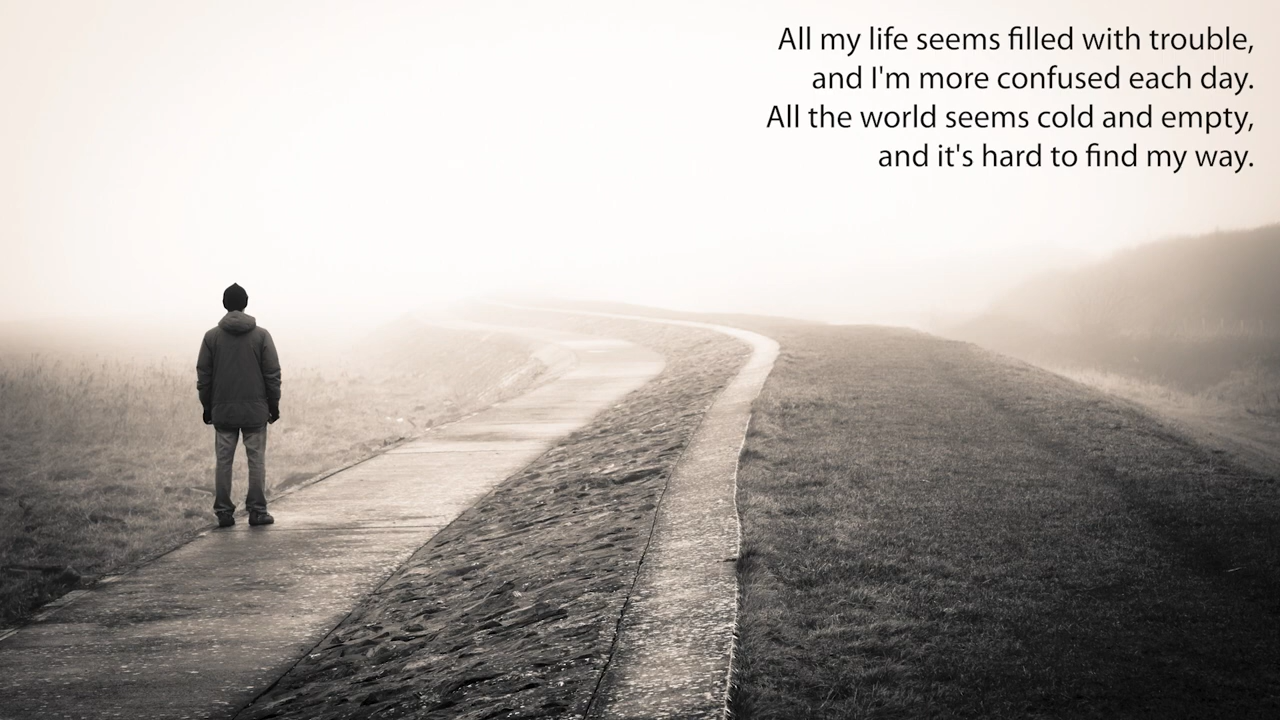 All my life seems filled with trouble,
and I'm more confused each day.
All the world seems cold and empty,
and it's hard to find my way.